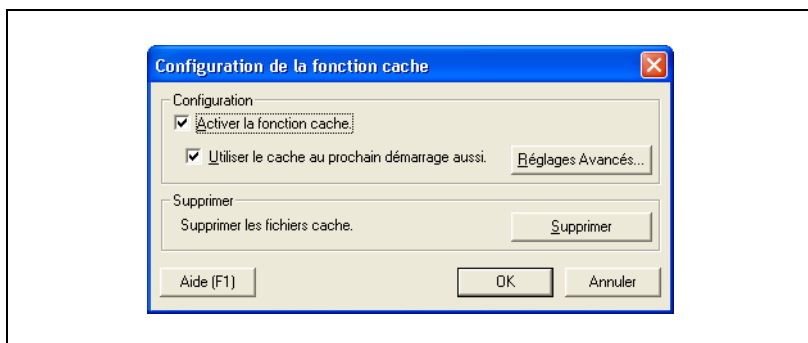 Configuration de la fonction cache
Configuration
Activer la fonction cache.
Utiliser le cache au prochain démarrage aussi.
Réglages Avancés...
Supprimer
Supprimer les fichiers cache.
Supprimer
Aide (F1)
OK
Annuler